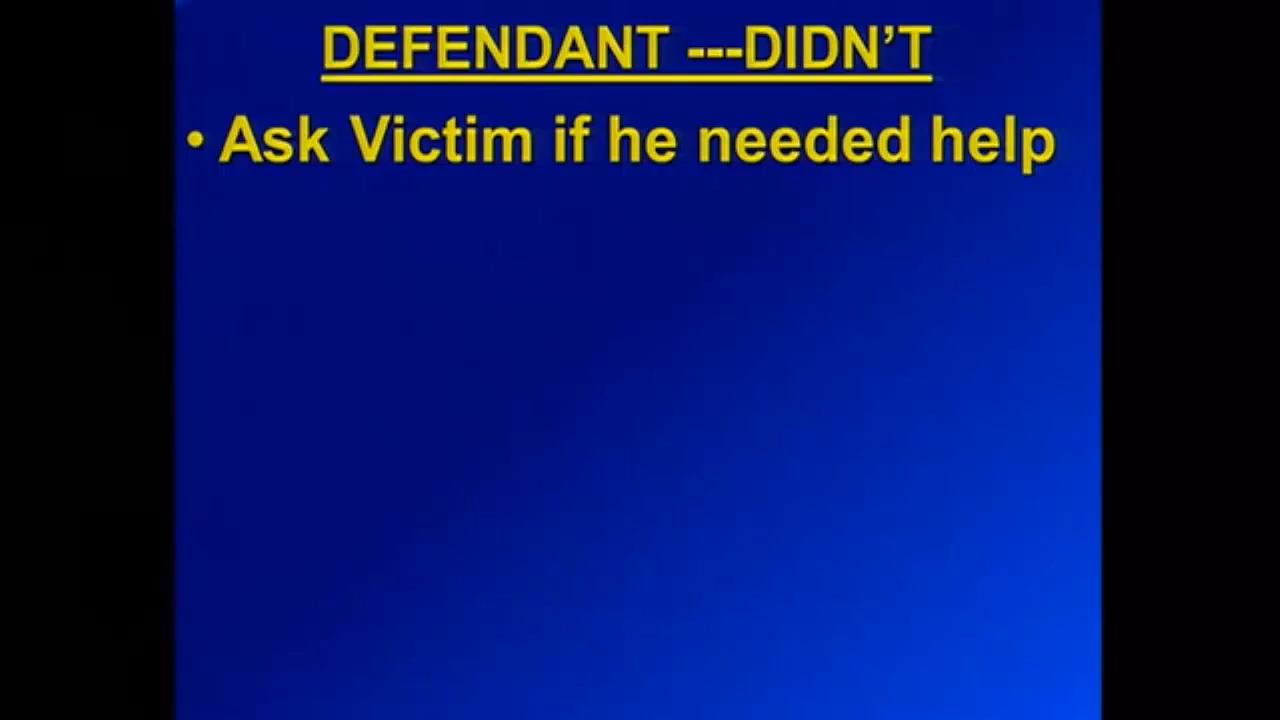 DEFENDANT ---DIDN’T
• Ask Victim if he needed help